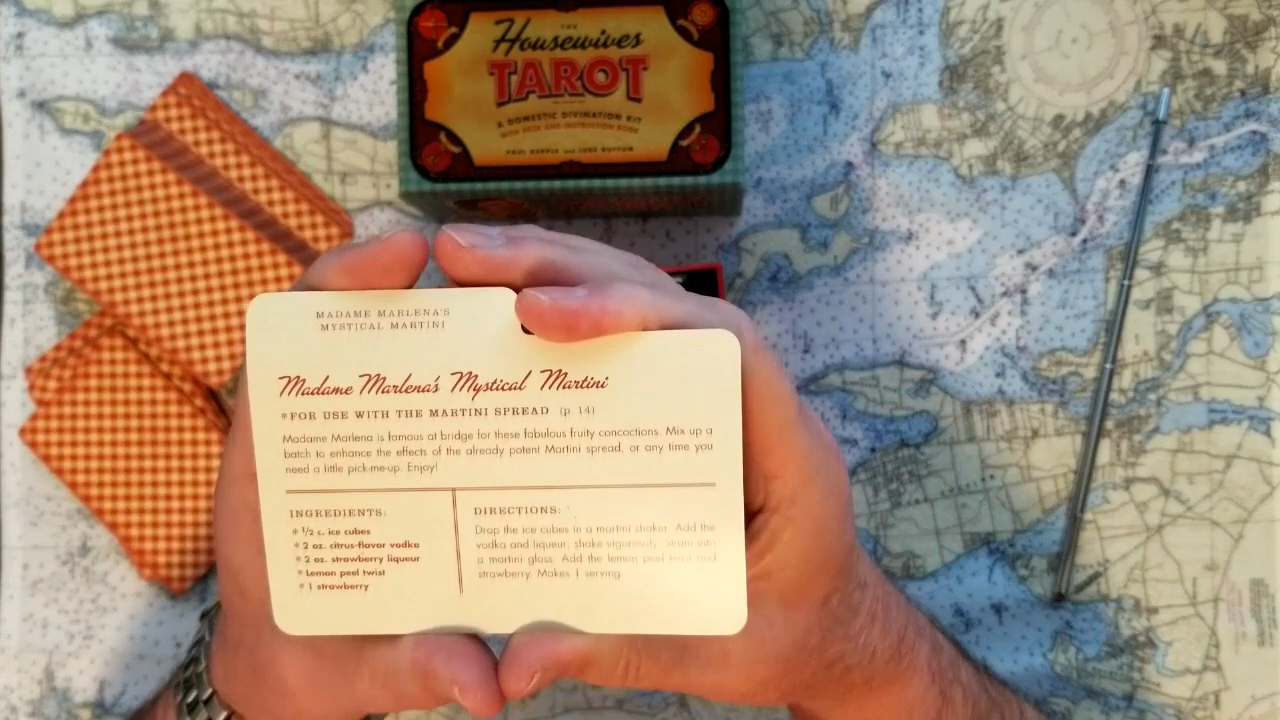 THE
Housewives
TAROT
A DOMESTIC DIVINATION KIT
WITH DECK AND INSTRUCTION BOOK
PAUL KEPPLE and JUDE BUFFUM
MADAME MARLENA'S
MYSTICAL MARTINI
Madame Marlena's Mystical Martini
*FOR USE WITH THE MARTINI SPREAD (p. 14)
Madame Marlena is famous at bridge for these fabulous fruity concoctions. Mix up a
batch to enhance the effects of the already potent Martini spread, or any time you
need a little pick-me-up. Enjoy!
INGREDIENTS:
* 1/2 c. ice cubes
* 2 oz. citrus-flavor vodka
* 2 oz. strawberry liqueur
* Lemon peel twist
* 1 strawberry
DIRECTIONS:
Drop the ice cubes in a martini shaker. Add the
vodka and liqueur, shake vigorously. Strain into
a martini glass. Add the lemon peel twist and
strawberry. Makes 1 serving.